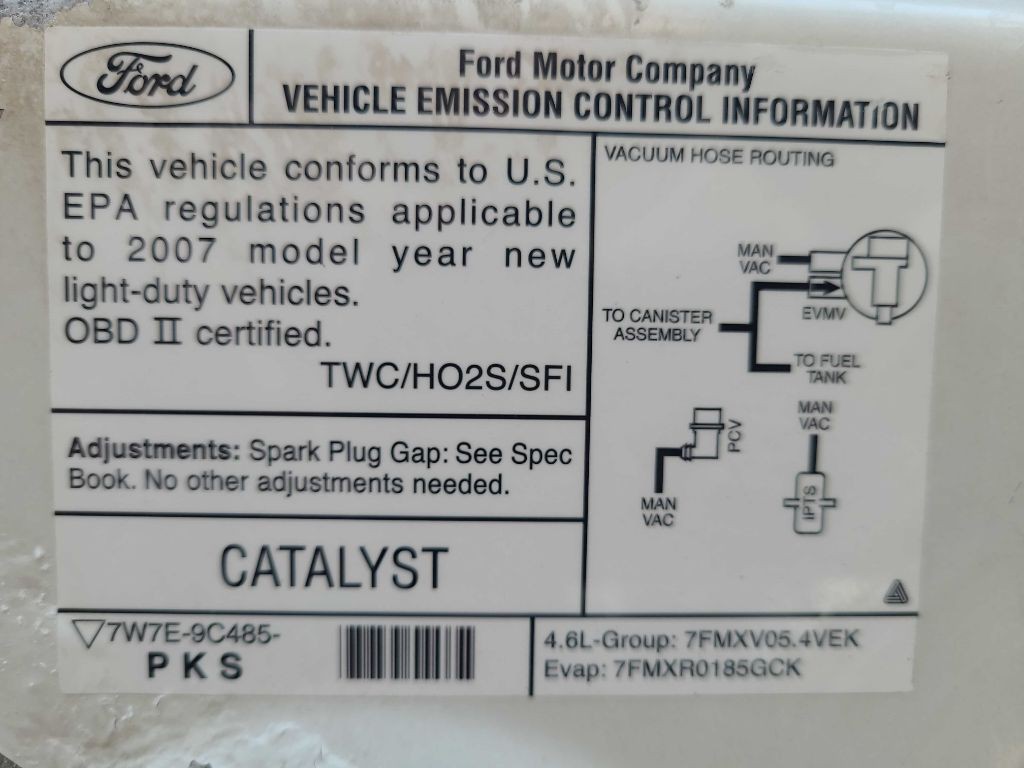 Ford
Ford Motor Company
VEHICLE EMISSION CONTROL INFORMATION
This vehicle conforms to U.S.
EPA regulations applicable
to 2007 model year new
light-duty vehicles.
OBD II certified.
TWC/HO2S/SFI
Adjustments: Spark Plug Gap: See Spec
Book. No other adjustments needed.
CATALYST
7W7E-9C485-
PKS
VACUUM HOSE ROUTING
MAN
VAC
EVMV
TO CANISTER
ASSEMBLY
TO FUEL
TANK
PCV
MAN
VAC
MAN
VAC
IPTS
4.6L-Group: 7FMXV05.4VEK
Evap: 7FMXR0185GCK